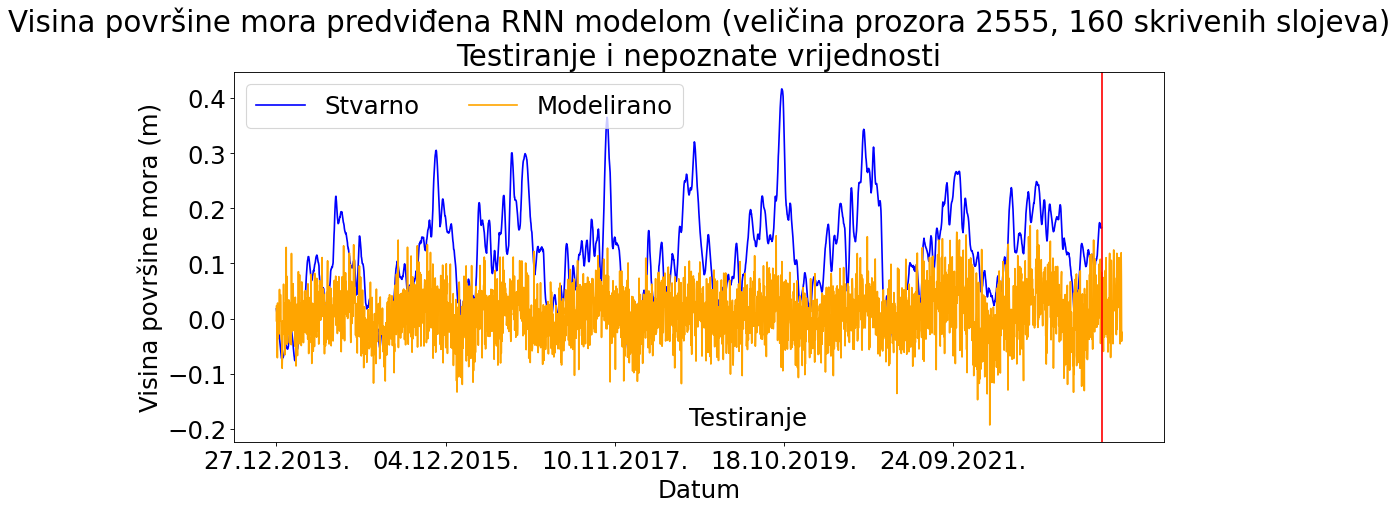 Visina površine mora predviđena RNN modelom (veličina prozora 2555, 160 skrivenih slojeva)
Testiranje i nepoznate vrijednosti
Stvarno Modelirano
Visina površine mora (m)
0.4
0.3
0.2
0.1
0.0
−0.1
−0.2
Testiranje
27.12.2013. 04.12.2015. 10.11.2017. 18.10.2019. 24.09.2021.
Datum